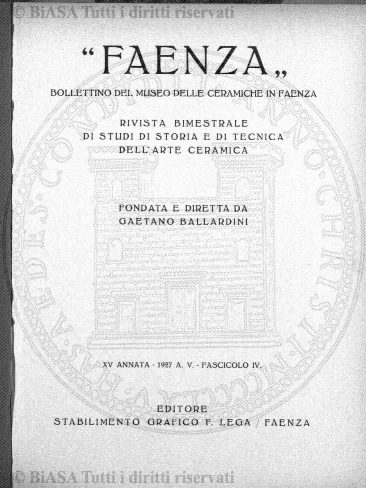 © BiASA Tutti i diritti riservati
“FAENZA„
BOLLETTINO DEL MUSEO DELLE CERAMICHE IN FAENZA
RIVISTA BIMESTRALE
DI STUDI DI STORIA E DI TECNICA
DELL'ARTE CERAMICA
FONDATA E DIRETTA DA
GAETANO BALLARDINI
XV ANNATA - 1927 A. V. - FASCICOLO IV.
EDITORE
STABILIMENTO GRAFICO F. LEGA / FAENZA
© BiASA Tutti i diritti riservati